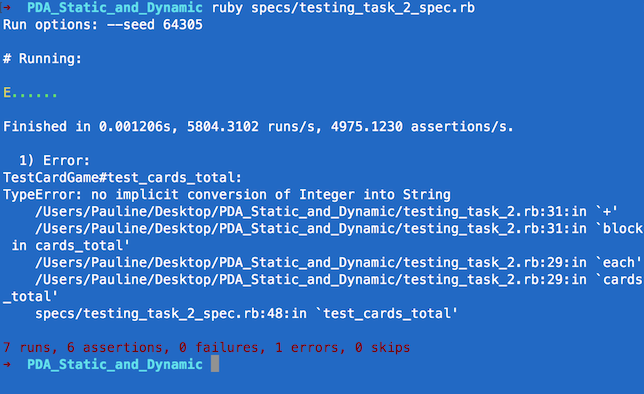 → PDA_Static_and_Dynamic ruby specs/testing_task_2_spec.rb
Run options: --seed 64305
# Running:
E......
Finished in 0.001206s, 5804.3102 runs/s, 4975.1230 assertions/s.
1) Error:
TestCardGame#test_cards_total:
TypeError: no implicit conversion of Integer into String
/Users/Pauline/Desktop/PDA_Static_and_Dynamic/testing_task_2.rb:31:in `+'
/Users/Pauline/Desktop/PDA_Static_and_Dynamic/testing_task_2.rb:31:in `block
in cards_total'
/Users/Pauline/Desktop/PDA_Static_and_Dynamic/testing_task_2.rb:29:in `each'
/Users/Pauline/Desktop/PDA_Static_and_Dynamic/testing_task_2.rb:29:in `cards
_total'
specs/testing_task_2_spec.rb:48:in `test_cards_total'
7 runs, 6 assertions, 0 failures, 1 errors, 0 skips
→ PDA_Static_and_Dynamic